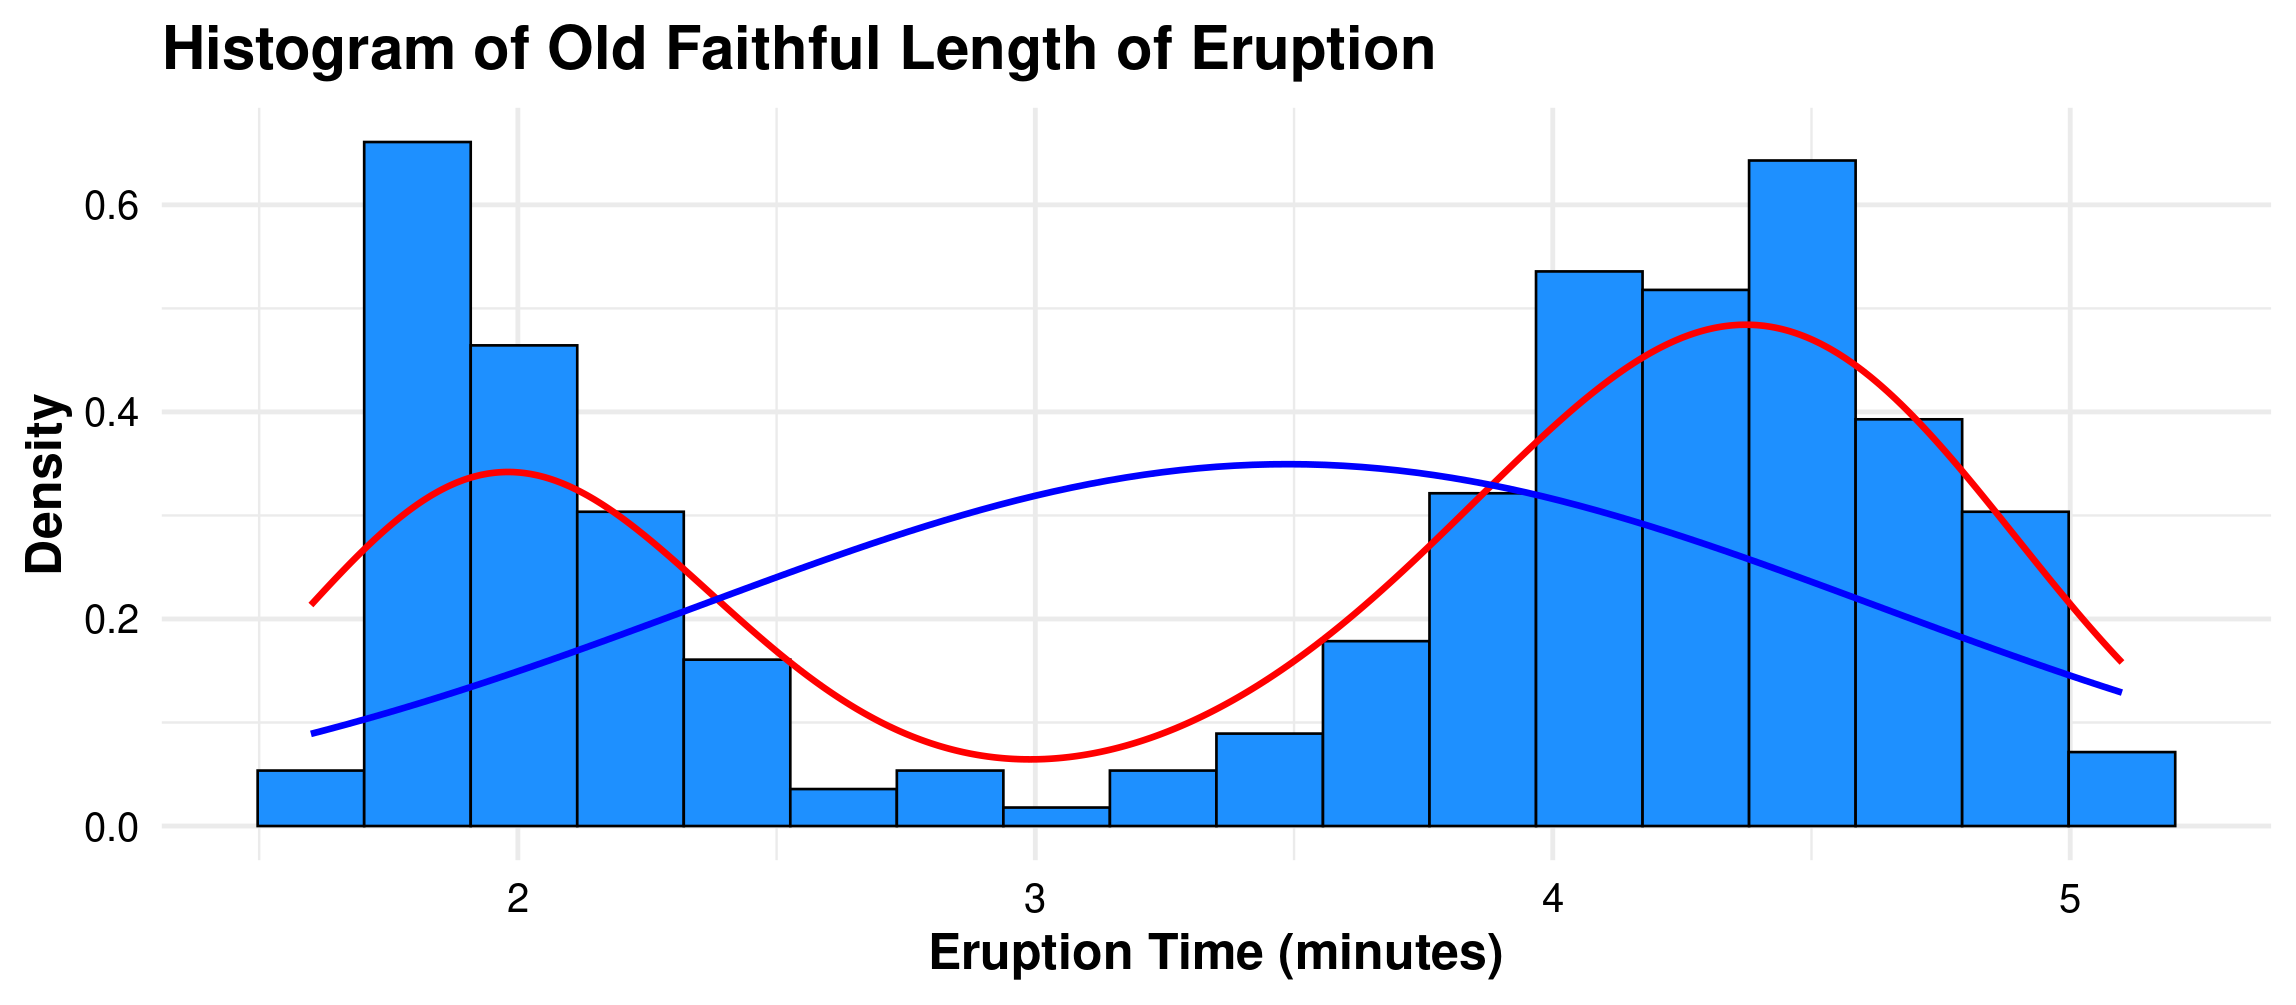 Histogram of Old Faithful Length of Eruption
Density
0.6
0.4
0.2
0.0
2 3 4 5
Eruption Time (minutes)